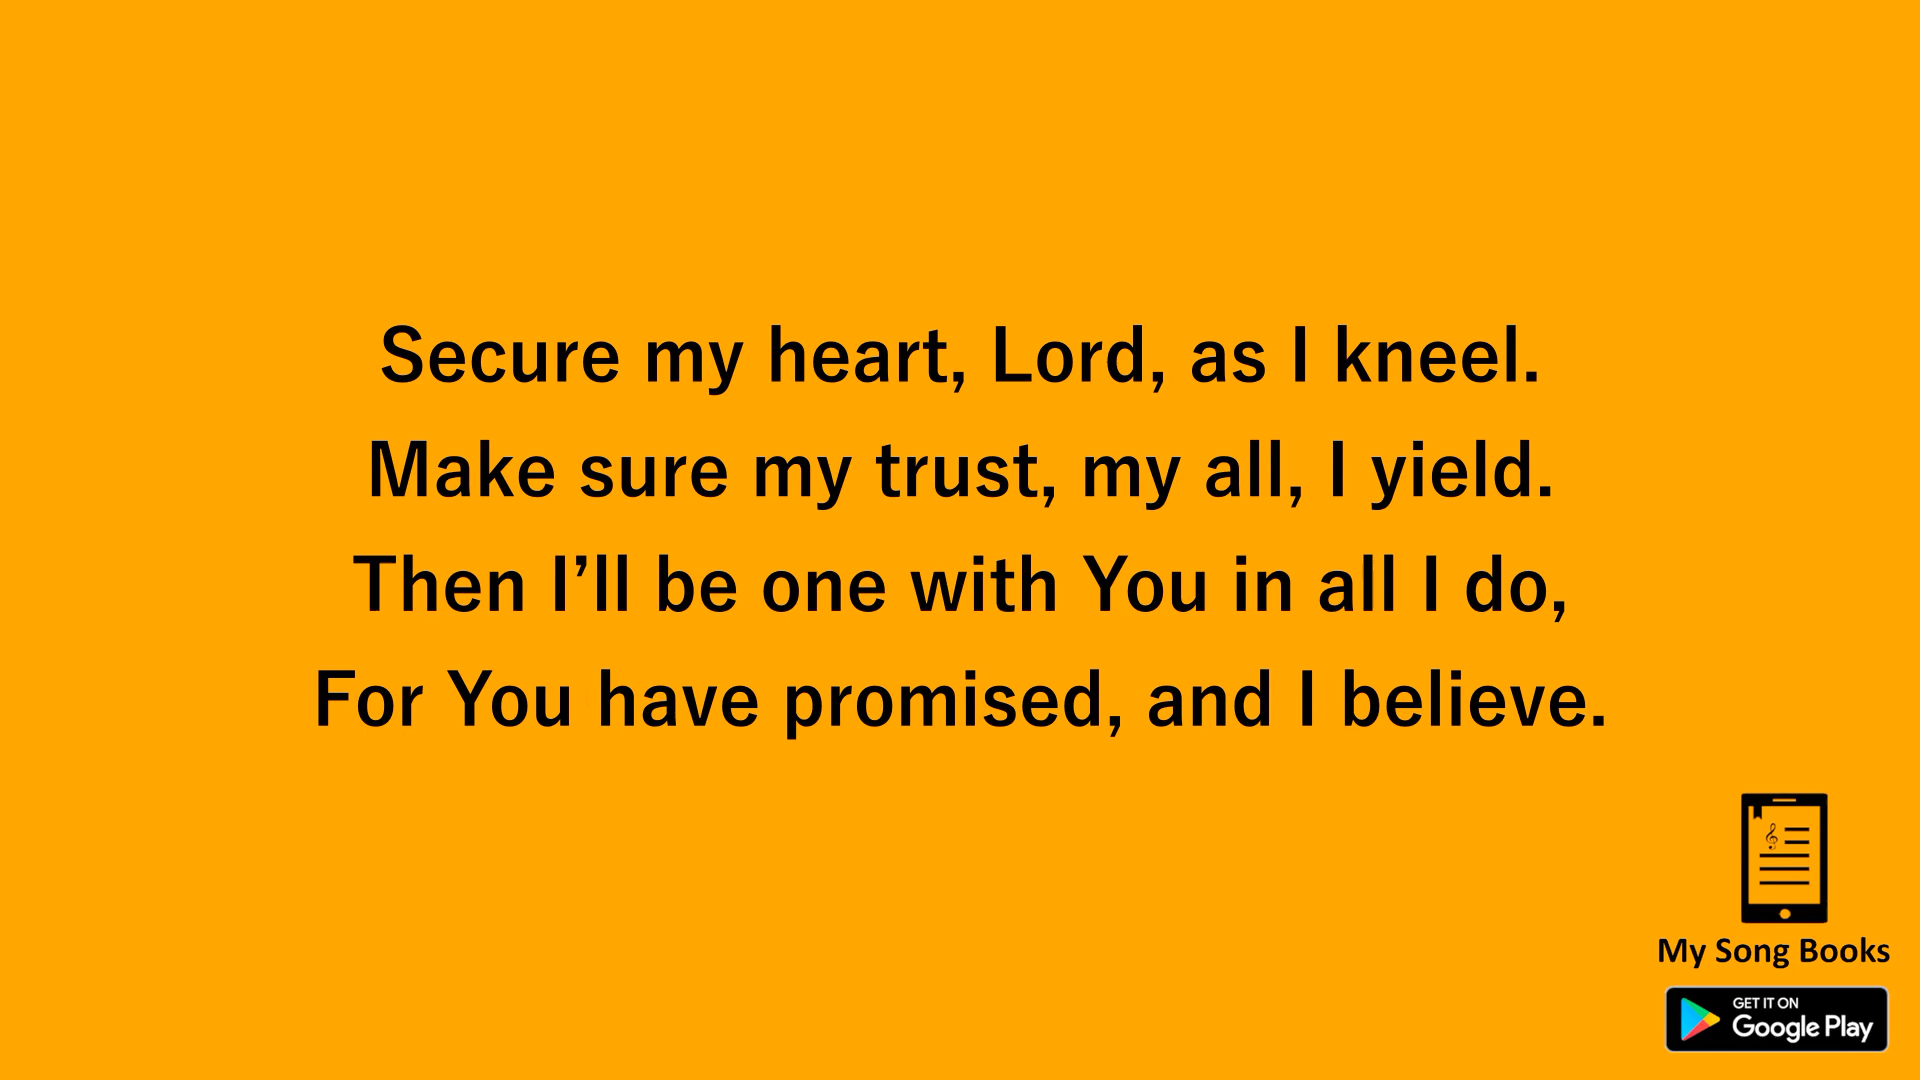 Secure my heart, Lord, as I kneel.
Make sure my trust, my all, I yield.
Then I’ll be one with You in all I do,
For You have promised, and I believe.
My Song Books
GET IT ON
Google Play